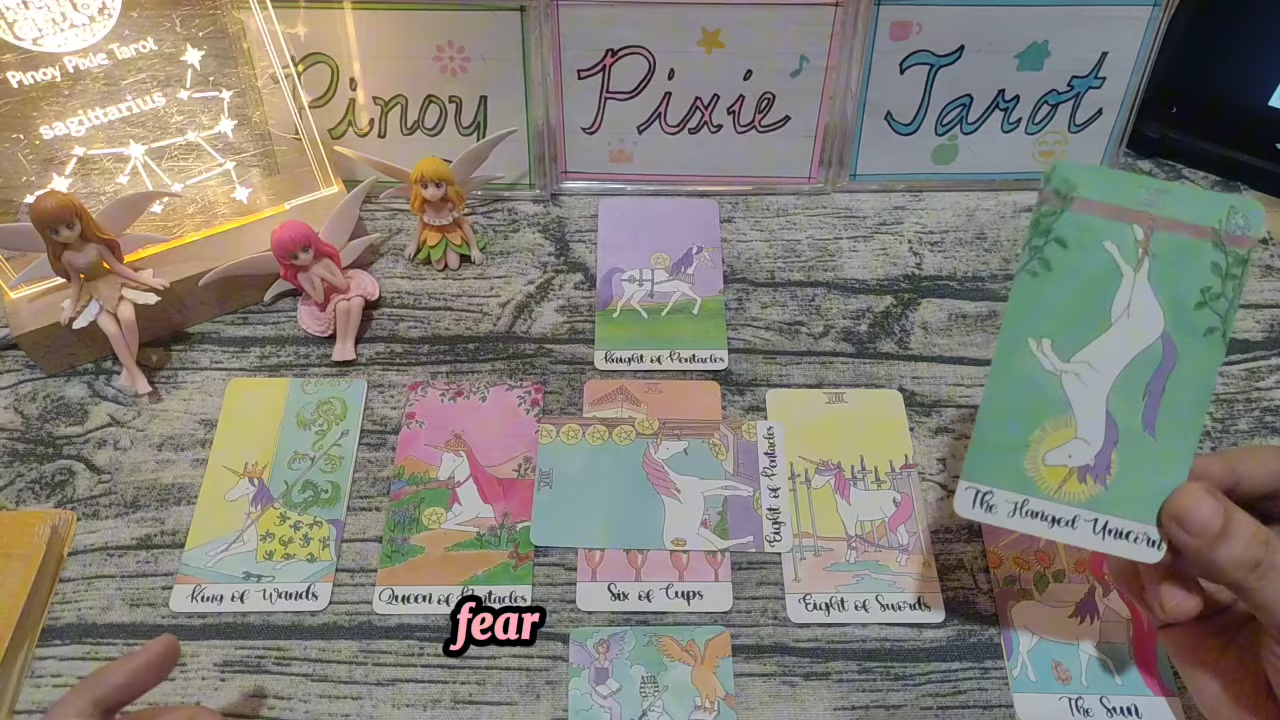 Pinoy Pixie Tarot
sagittarius
Pinoy
Pixie
Tarot
Knight of Pentacles
The Hanged Unicorn
King of Wands
Queen of Pentacles
Six of Cups
Eight of Pentacles
Eight of Swords
The Sun
fear